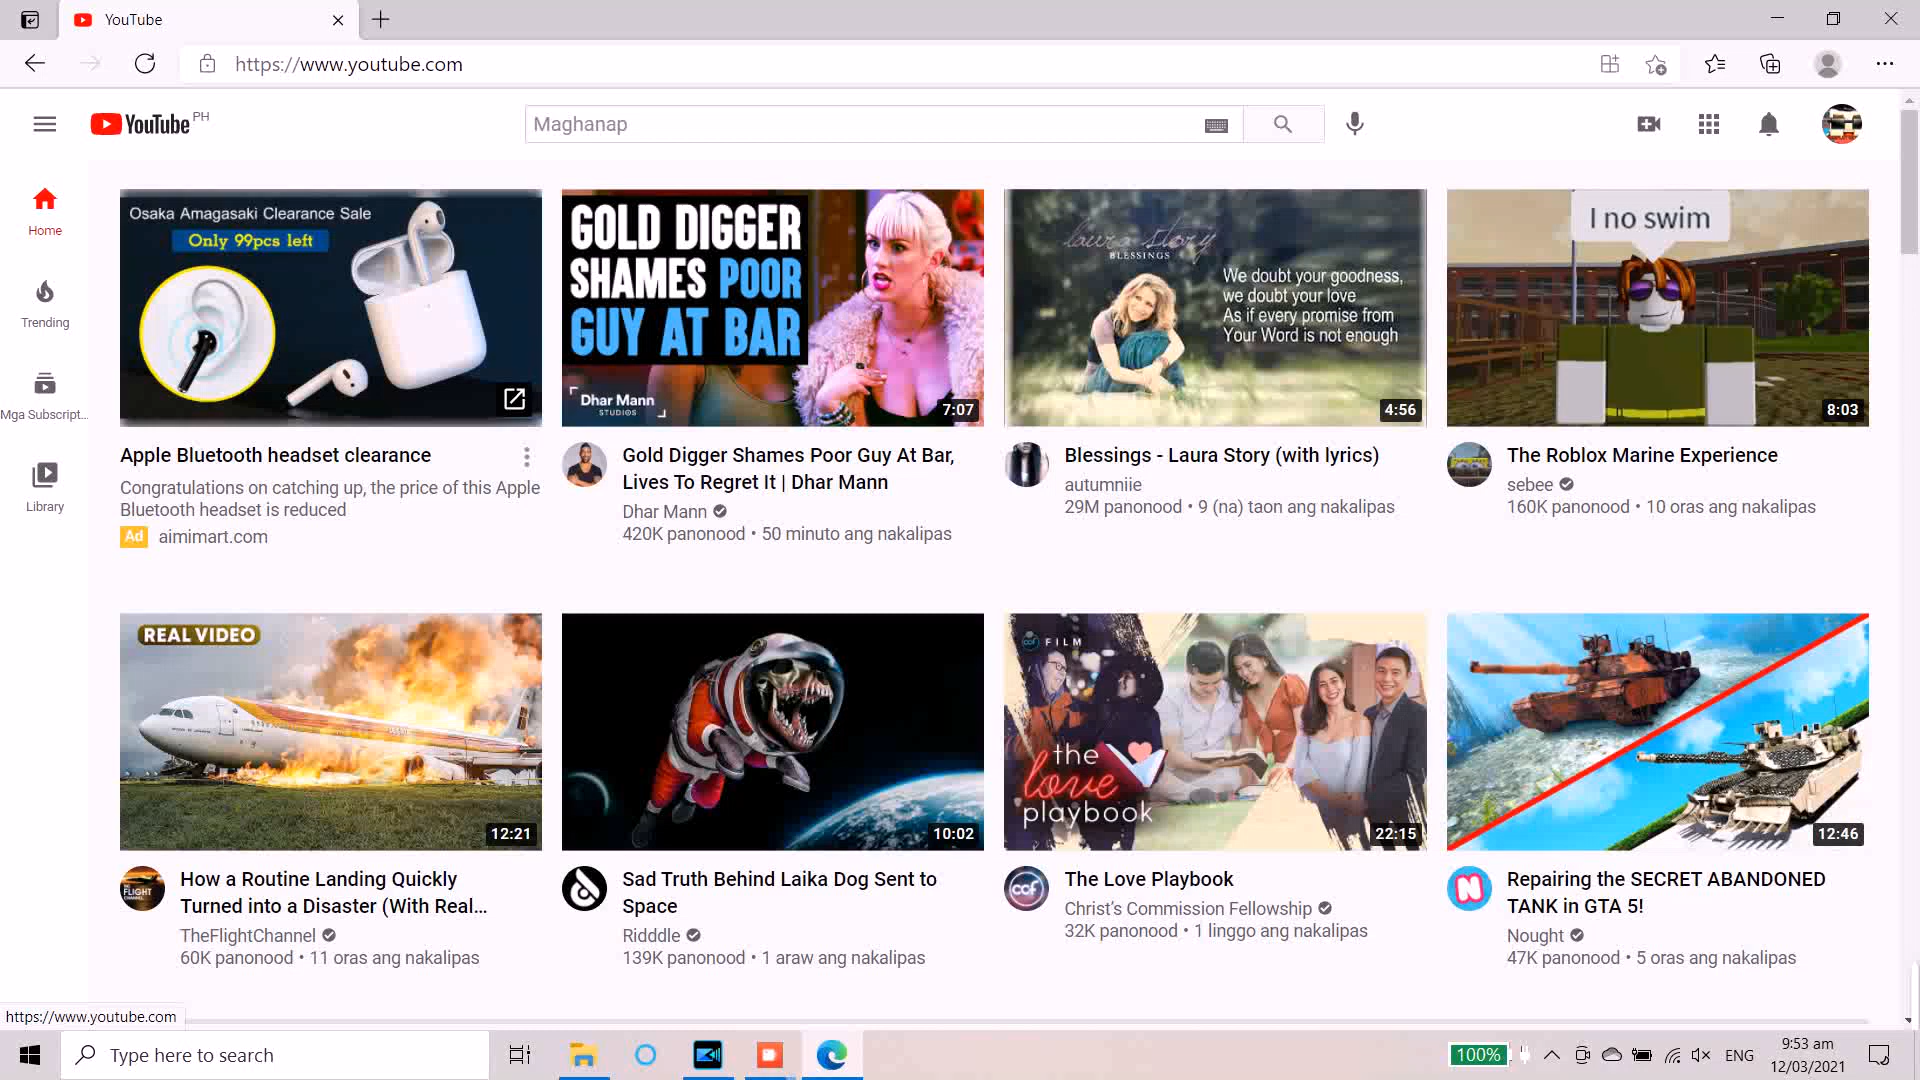 YouTube
https://www.youtube.com
YouTube PH
Maghanap
Home
Trending
Mga Subscript...
Library
Osaka Amagasaki Clearance Sale
Only 99pcs left
Apple Bluetooth headset clearance
Congratulations on catching up, the price of this Apple
Bluetooth headset is reduced
Ad aimimart.com
GOLD DIGGER
SHAMES POOR
GUY AT BAR
Dhar Mann
STUDIOS
7:07
Gold Digger Shames Poor Guy At Bar,
Lives To Regret It | Dhar Mann
Dhar Mann
420K panonood • 50 minuto ang nakalipas
laura story
BLESSINGS
We doubt your goodness,
we doubt your love
As if every promise from
Your Word is not enough
4:56
Blessings - Laura Story (with lyrics)
autumniie
29M panonood • 9 (na) taon ang nakalipas
I no swim
8:03
The Roblox Marine Experience
sebee
160K panonood • 10 oras ang nakalipas
REAL VIDEO
12:21
FLIGHT
How a Routine Landing Quickly
Turned into a Disaster (With Real...
TheFlightChannel
60K panonood • 11 oras ang nakalipas
10:02
Sad Truth Behind Laika Dog Sent to
Space
Ridddle
139K panonood • 1 araw ang nakalipas
ccf FILM
the
love
playbook
22:15
ccf
The Love Playbook
Christ's Commission Fellowship
32K panonood • 1 linggo ang nakalipas
12:46
N
Repairing the SECRET ABANDONED
TANK in GTA 5!
Nought
47K panonood • 5 oras ang nakalipas
https://www.youtube.com
Type here to search
100%
ENG
9:53 am
12/03/2021